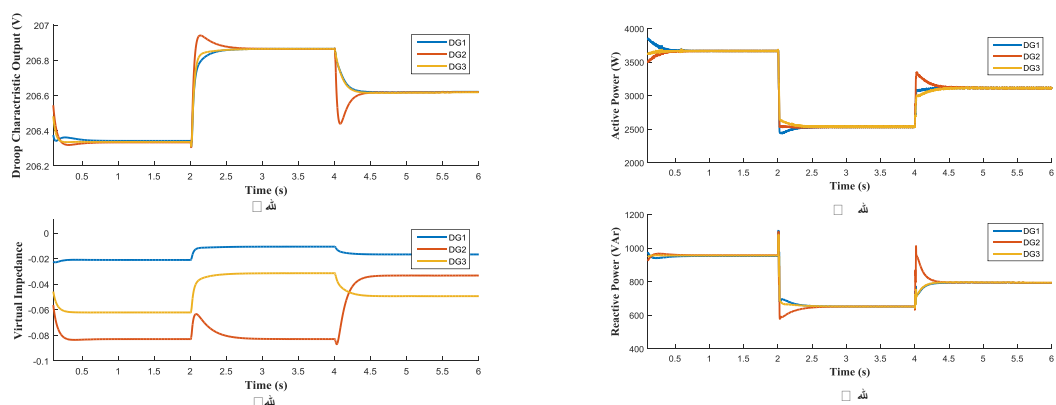 Droop Charactristic Output (V)
207
206.8
206.6
206.4
206.2
DG1
DG2
DG3
0.5 1 1.5 2 2.5 3 3.5 4 4.5 5 5.5 6
Time (s)
Active Power (W)
4000
3500
3000
2500
2000
DG1
DG2
DG3
0.5 1 1.5 2 2.5 3 3.5 4 4.5 5 5.5 6
Time (s)
Virtual Impedance
0
-0.02
-0.04
-0.06
-0.08
-0.1
DG1
DG2
DG3
0.5 1 1.5 2 2.5 3 3.5 4 4.5 5 5.5 6
Time (s)
Reactive Power (VAr)
1200
1000
800
600
400
DG1
DG2
DG3
0.5 1 1.5 2 2.5 3 3.5 4 4.5 5 5.5 6
Time (s)